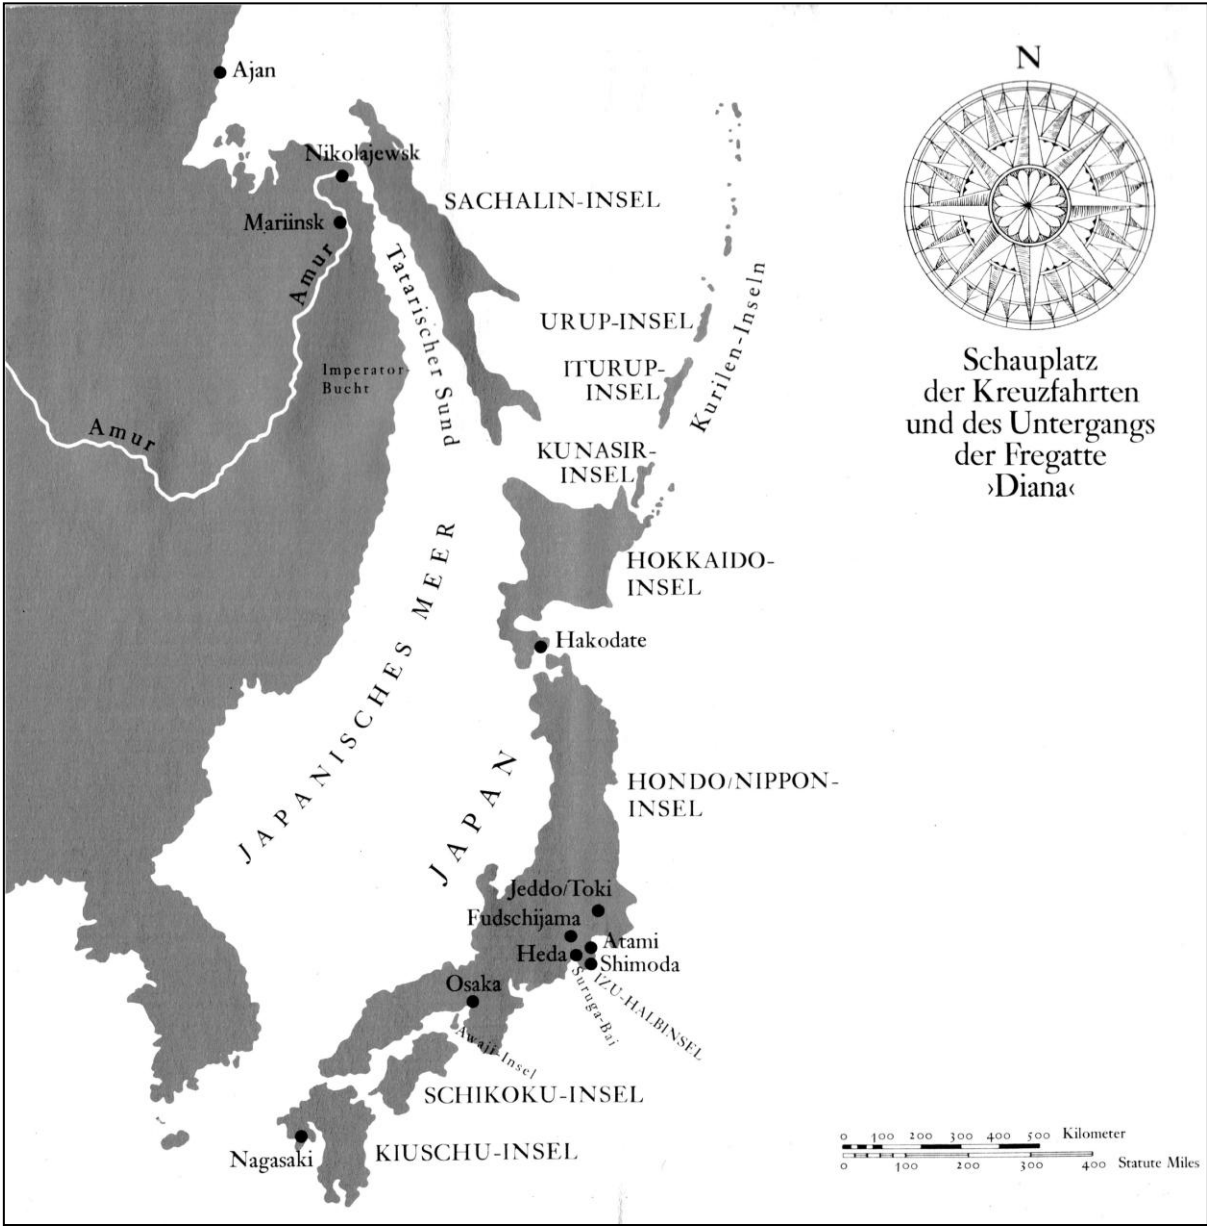 N
Ajan
Nikolajewsk
SACHALIN-INSEL
Mariinsk
Amur
Tatarischer Sund
Kurilen-Inseln
URUP-INSEL
Schauplatz
der Kreuzfahrten
und des Untergangs
der Fregatte
›Diana‹
Imperator-
Bucht
ITURUP-
INSEL
Amur
KUNASIR-
INSEL
JAPANISCHES MEER
HOKKAIDO-
INSEL
Hakodate
JAPAN
HONDO/NIPPON-
INSEL
Jeddo/Toki
Fudschijama
Atami
Heda
Shimoda
Suruga-Bai
IZU-HALBINSEL
Osaka
Awaji-Insel
SCHIKOKU-INSEL
Nagasaki
KIUSCHU-INSEL
0 100 200 300 400 500 Kilometer
0 100 200 300 400 Statute Miles